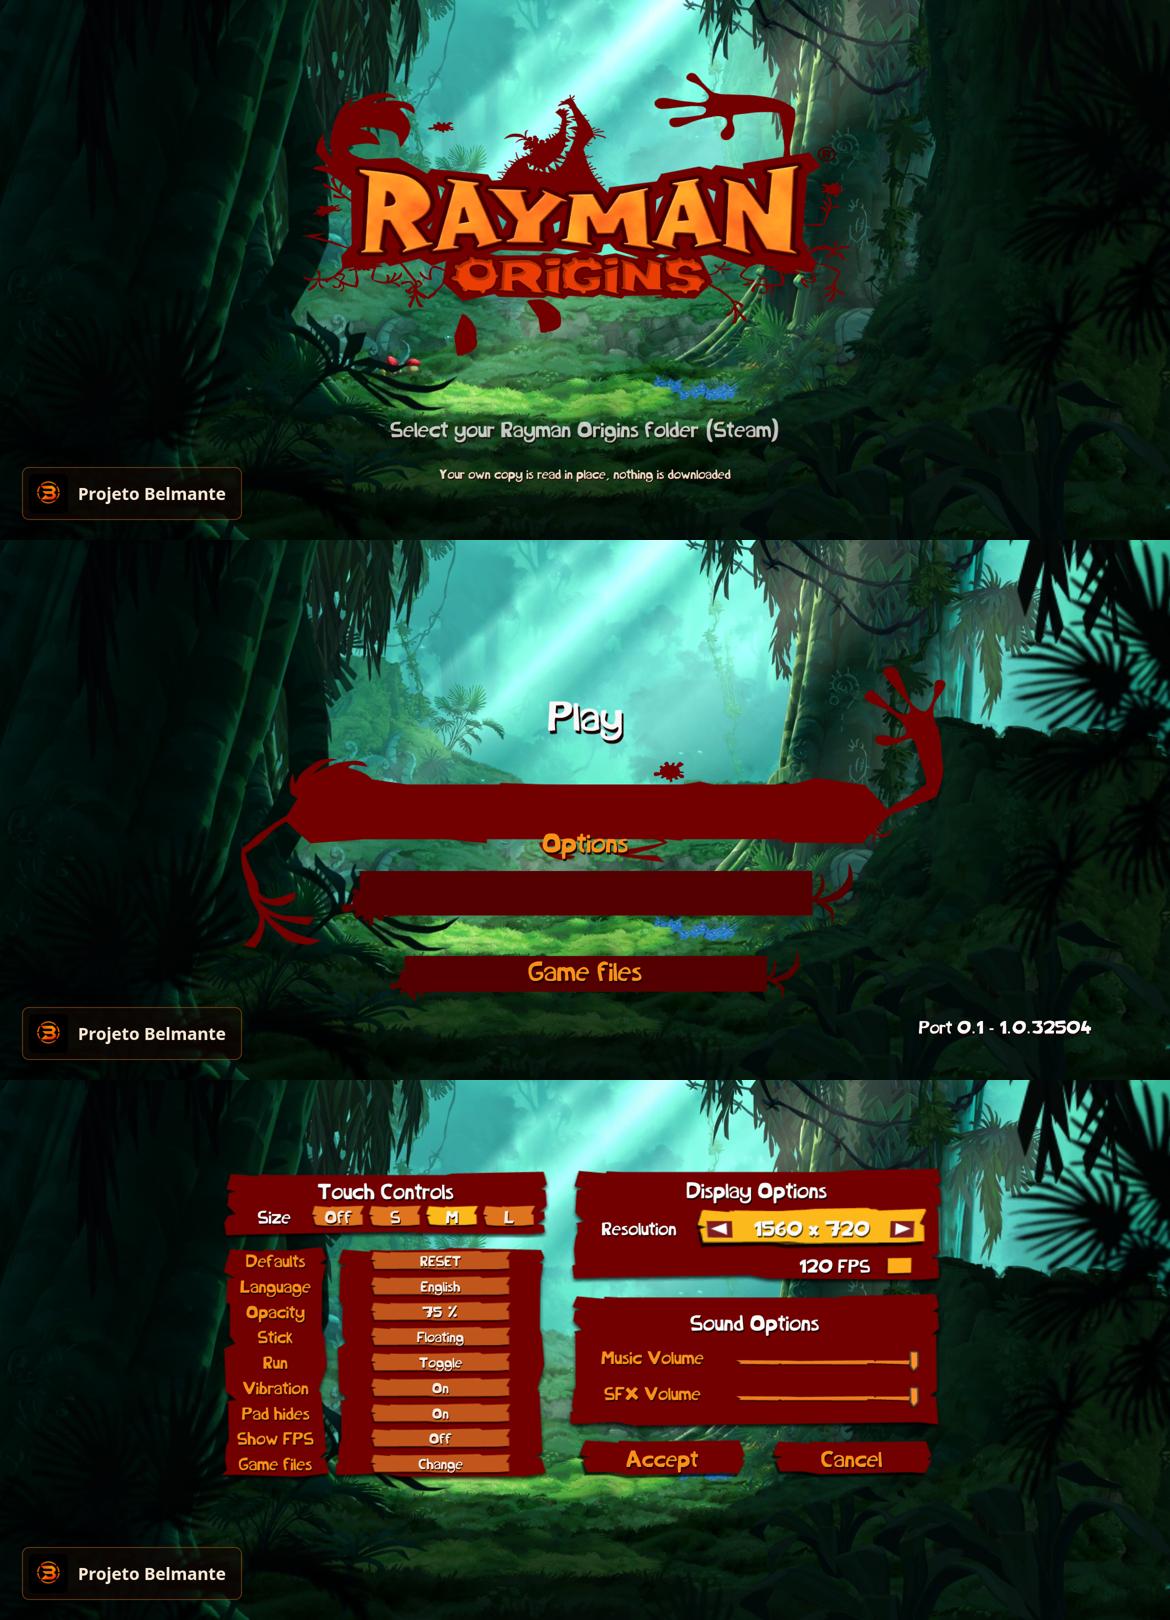 RAYMAN
®
ORiGiNS
Select your Rayman Origins folder (Steam)
Your own copy is read in place, nothing is downloaded
Projeto Belmante
Play
Options
Game files
Projeto Belmante
Port 0.1 - 1.0.32504
Touch Controls
Size Off S M L
Defaults RESET
Language English
Opacity 75 %
Stick Floating
Run Toggle
Vibration On
Pad hides On
Show FPS Off
Game files Change
Display Options
Resolution 1560 x 720
120 FPS
Sound Options
Music Volume
SFX Volume
Accept Cancel
Projeto Belmante